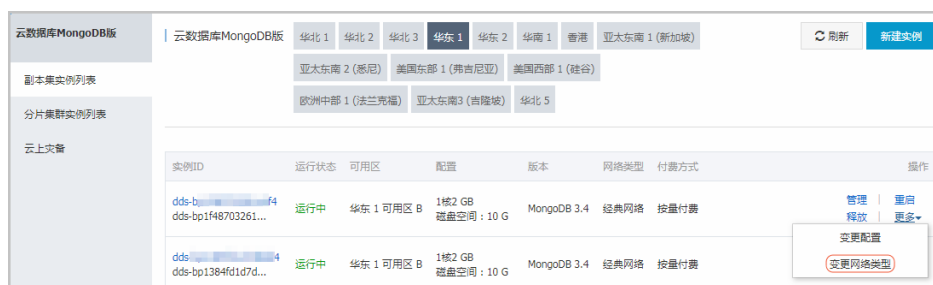 云数据库MongoDB版
副本集实例列表
分片集群实例列表
云上灾备
云数据库MongoDB版 华北 1 华北 2 华北 3 华东 1 华东 2 华南 1 香港 亚太东南 1 (新加坡) 刷新 新建实例
亚太东南 2 (悉尼) 美国东部 1 (弗吉尼亚) 美国西部 1 (硅谷)
欧洲中部 1 (法兰克福) 亚太东南3 (吉隆坡) 华北 5
实例ID 运行状态 可用区 配置 版本 网络类型 付费方式 操作
dds-b f4 运行中 华东 1 可用区 B 1核2 GB MongoDB 3.4 经典网络 按量付费 管理 重启
dds-bp1f48703261... 磁盘空间：10 G 释放 更多
变更配置
变更网络类型
dds- 4 运行中 华东 1 可用区 B 1核2 GB MongoDB 3.4 经典网络 按量付费
dds-bp1384fd1d7d... 磁盘空间：10 G